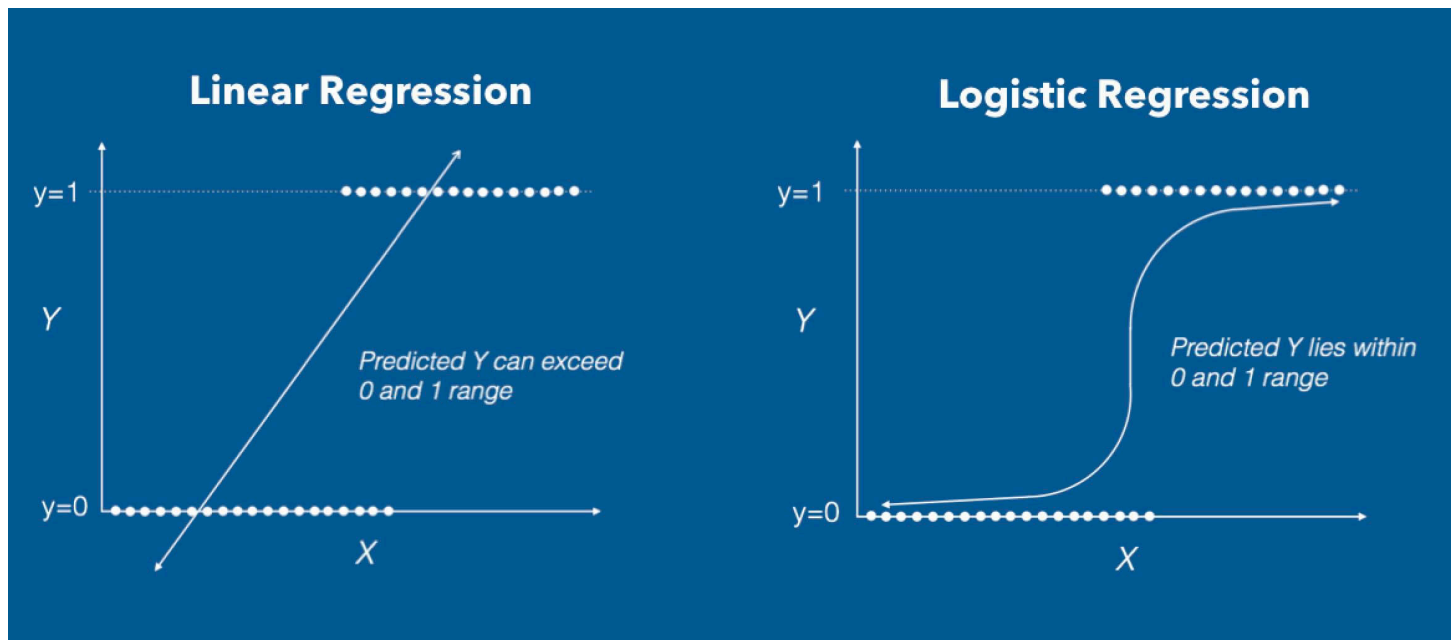 Linear Regression
y=1
Y
Predicted Y can exceed
0 and 1 range
y=0
X
Logistic Regression
y=1
Y
Predicted Y lies within
0 and 1 range
y=0
X